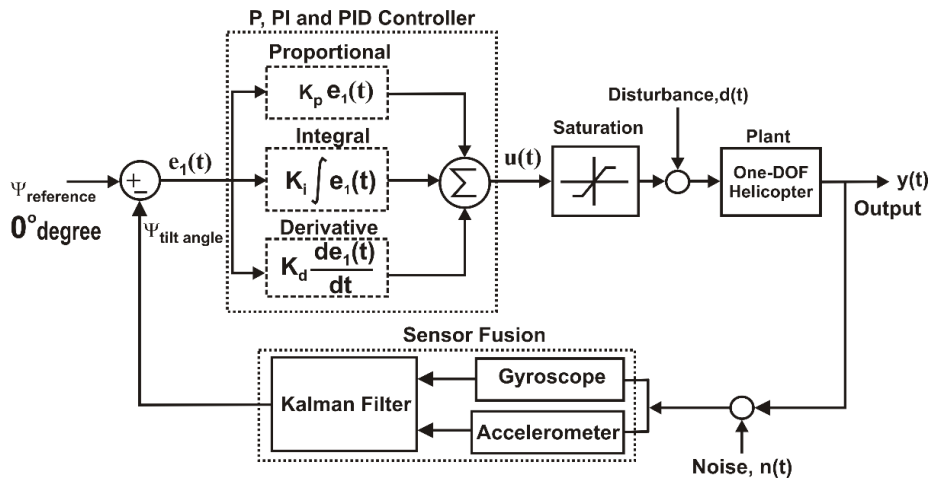 P, PI and PID Controller
Proportional
Kp e₁(t)
Integral
Ki ∫ e₁(t)
Derivative
Kd de₁(t)/dt
Ψreference
0° degree
+
−
e₁(t)
Ψtilt angle
Σ
u(t)
Saturation
Disturbance,d(t)
Plant
One-DOF
Helicopter
y(t)
Output
Sensor Fusion
Kalman Filter
Gyroscope
Accelerometer
Noise, n(t)